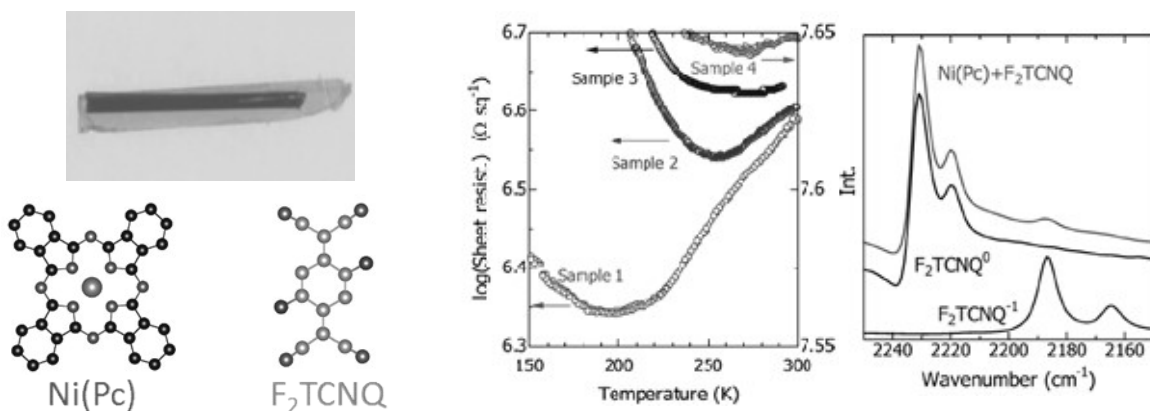 Ni(Pc)
F₂TCNQ
log(Sheet resist.) (Ω sq⁻¹)
6.7
6.6
6.5
6.4
6.3
Sample 3
Sample 4
Sample 2
Sample 1
7.65
7.6
7.55
150
200
250
300
Temperature (K)
Int.
Ni(Pc)+F₂TCNQ
F₂TCNQ⁰
F₂TCNQ⁻¹
2240
2200
2160
Wavenumber (cm⁻¹)